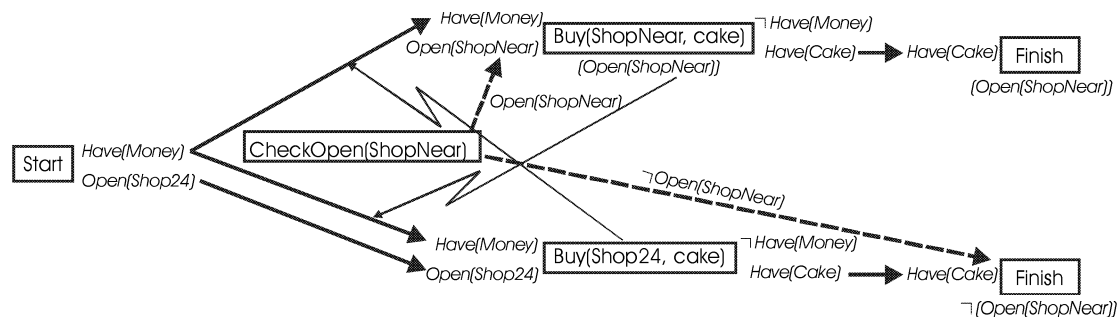 Have(Money)
Open(ShopNear)
Buy(ShopNear, cake)
(Open(ShopNear))
¬Have(Money)
Have(Cake)
Have(Cake)
Finish
(Open(ShopNear))
Open(ShopNear)
CheckOpen(ShopNear)
Start
Have(Money)
Open(Shop24)
¬Open(ShopNear)
Have(Money)
Open(Shop24)
Buy(Shop24, cake)
¬Have(Money)
Have(Cake)
Have(Cake)
Finish
¬(Open(ShopNear))